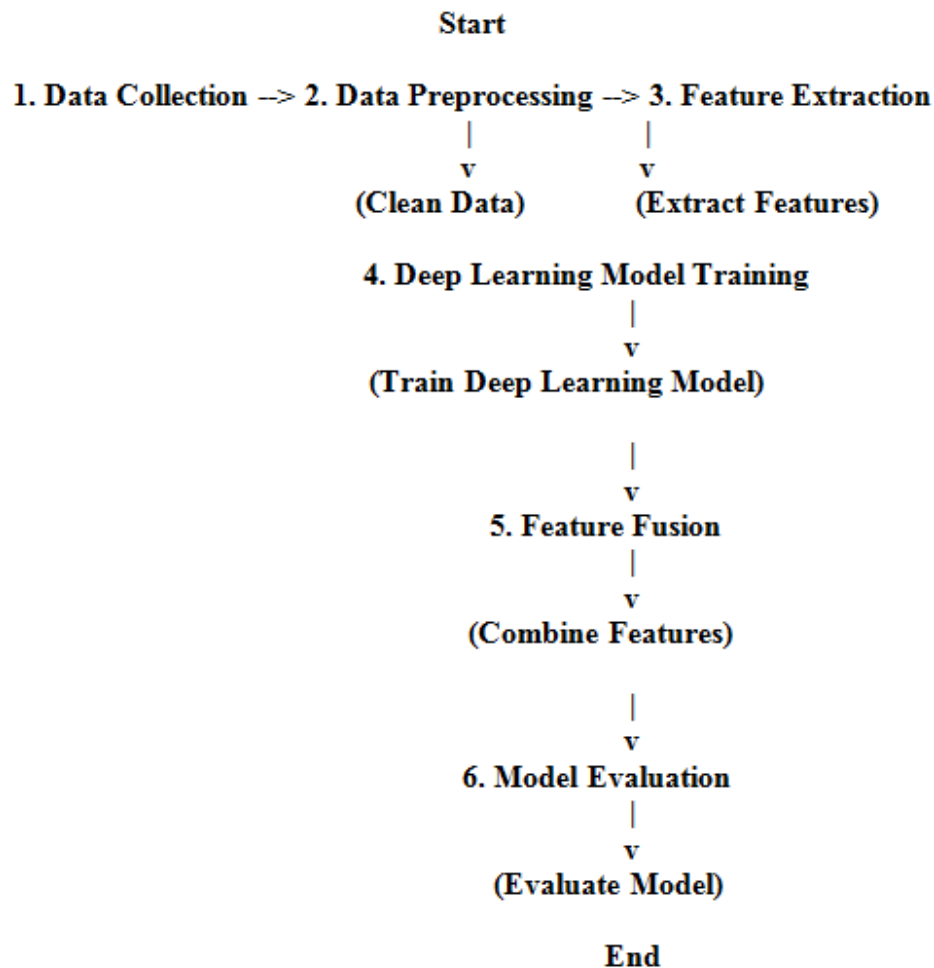 Start
1. Data Collection --> 2. Data Preprocessing --> 3. Feature Extraction
| |
v v
(Clean Data) (Extract Features)
4. Deep Learning Model Training
|
v
(Train Deep Learning Model)
|
v
5. Feature Fusion
|
v
(Combine Features)
|
v
6. Model Evaluation
|
v
(Evaluate Model)
End